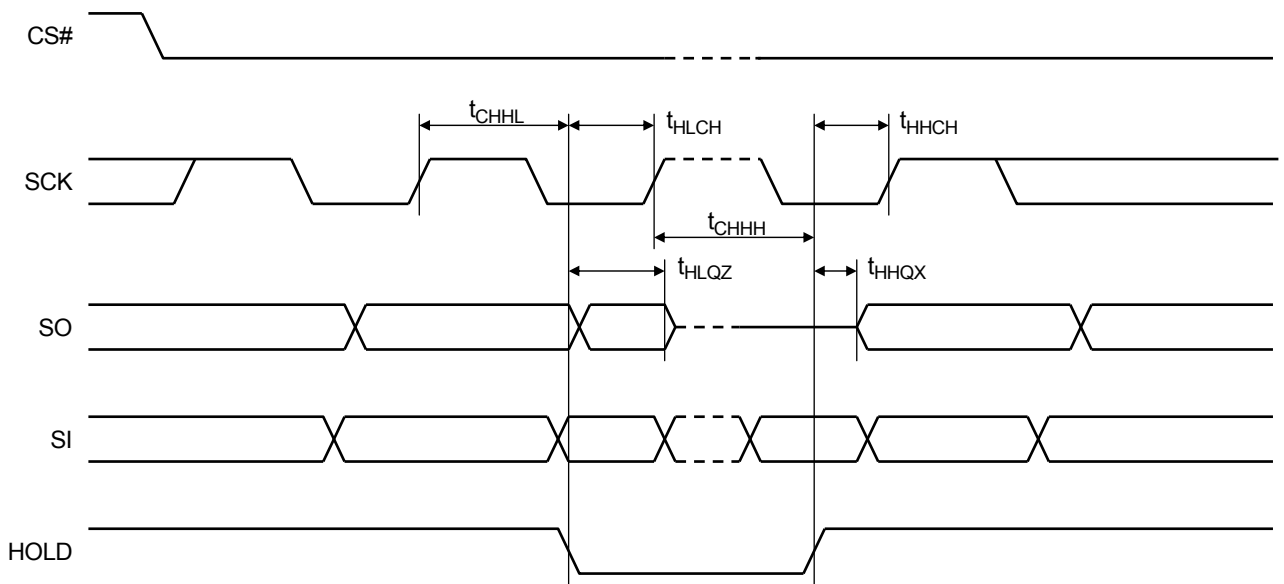 CS#
tCHHL
tHLCH
tHHCH
SCK
tCHHH
tHLQZ
tHHQX
SO
SI
HOLD